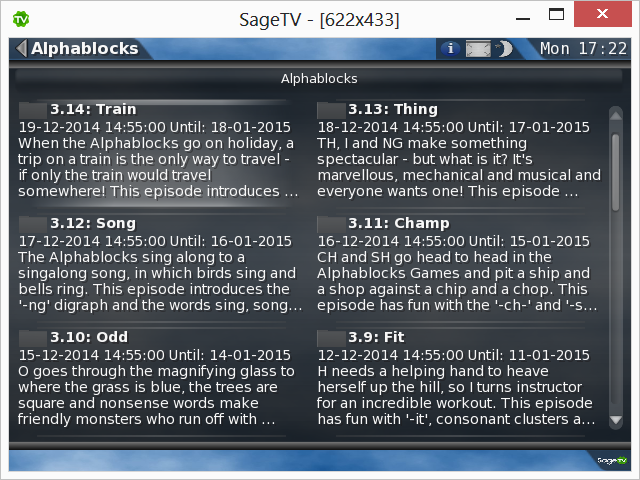 SageTV - [622x433]
Alphablocks
Mon 17:22
Alphablocks
3.14: Train
19-12-2014 14:55:00 Until: 18-01-2015
When the Alphablocks go on holiday, a
trip on a train is the only way to travel -
if only the train would travel
somewhere! This episode introduces ...
3.13: Thing
18-12-2014 14:55:00 Until: 17-01-2015
TH, I and NG make something
spectacular - but what is it? It's
marvellous, mechanical and musical and
everyone wants one! This episode ...
3.12: Song
17-12-2014 14:55:00 Until: 16-01-2015
The Alphablocks sing along to a
singalong song, in which birds sing and
bells ring. This episode introduces the
'-ng' digraph and the words sing, song...
3.11: Champ
16-12-2014 14:55:00 Until: 15-01-2015
CH and SH go head to head in the
Alphablocks Games and pit a ship and
a shop against a chip and a chop. This
episode has fun with the '-ch-' and '-s...
3.10: Odd
15-12-2014 14:55:00 Until: 14-01-2015
O goes through the magnifying glass to
where the grass is blue, the trees are
square and nonsense words make
friendly monsters who run off with ...
3.9: Fit
12-12-2014 14:55:00 Until: 11-01-2015
H needs a helping hand to heave
herself up the hill, so I turns instructor
for an incredible workout. This episode
has fun with '-it', consonant clusters a...
SageTV